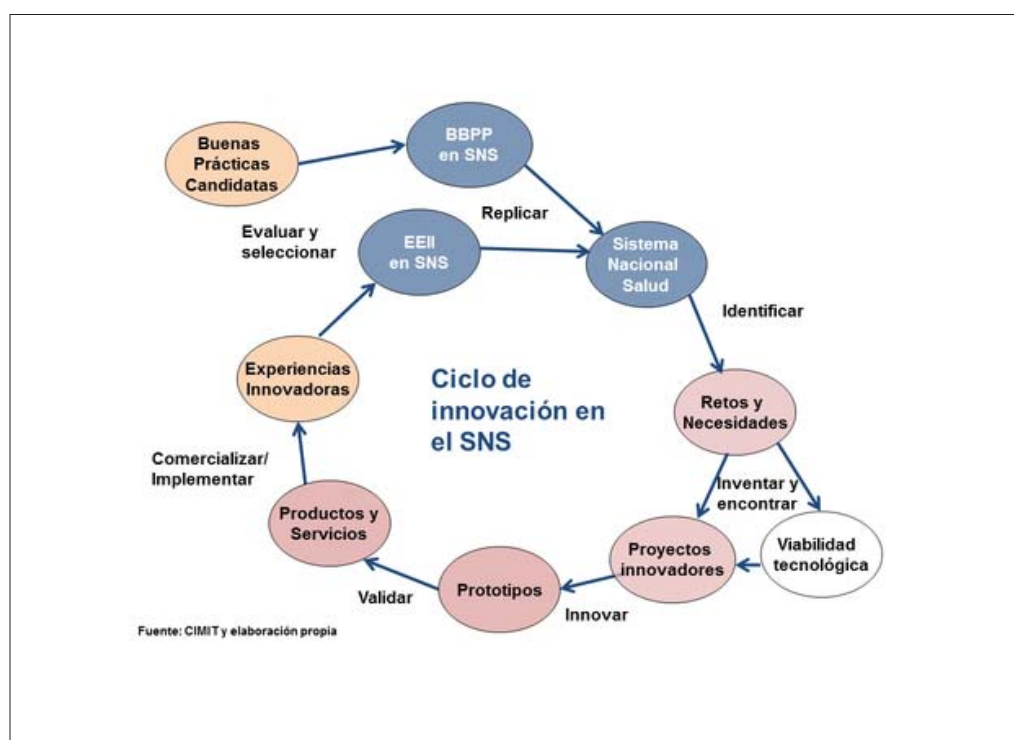 BBPP
en SNS
Buenas
Prácticas
Candidatas
Replicar
Evaluar y
seleccionar
EEII
en SNS
Sistema
Nacional
Salud
Identificar
Experiencias
Innovadoras
Ciclo de
innovación en
el SNS
Retos y
Necesidades
Comercializar/
Implementar
Inventar y
encontrar
Productos y
Servicios
Viabilidad
tecnológica
Proyectos
innovadores
Prototipos
Validar
Innovar
Fuente: CIMIT y elaboración propia